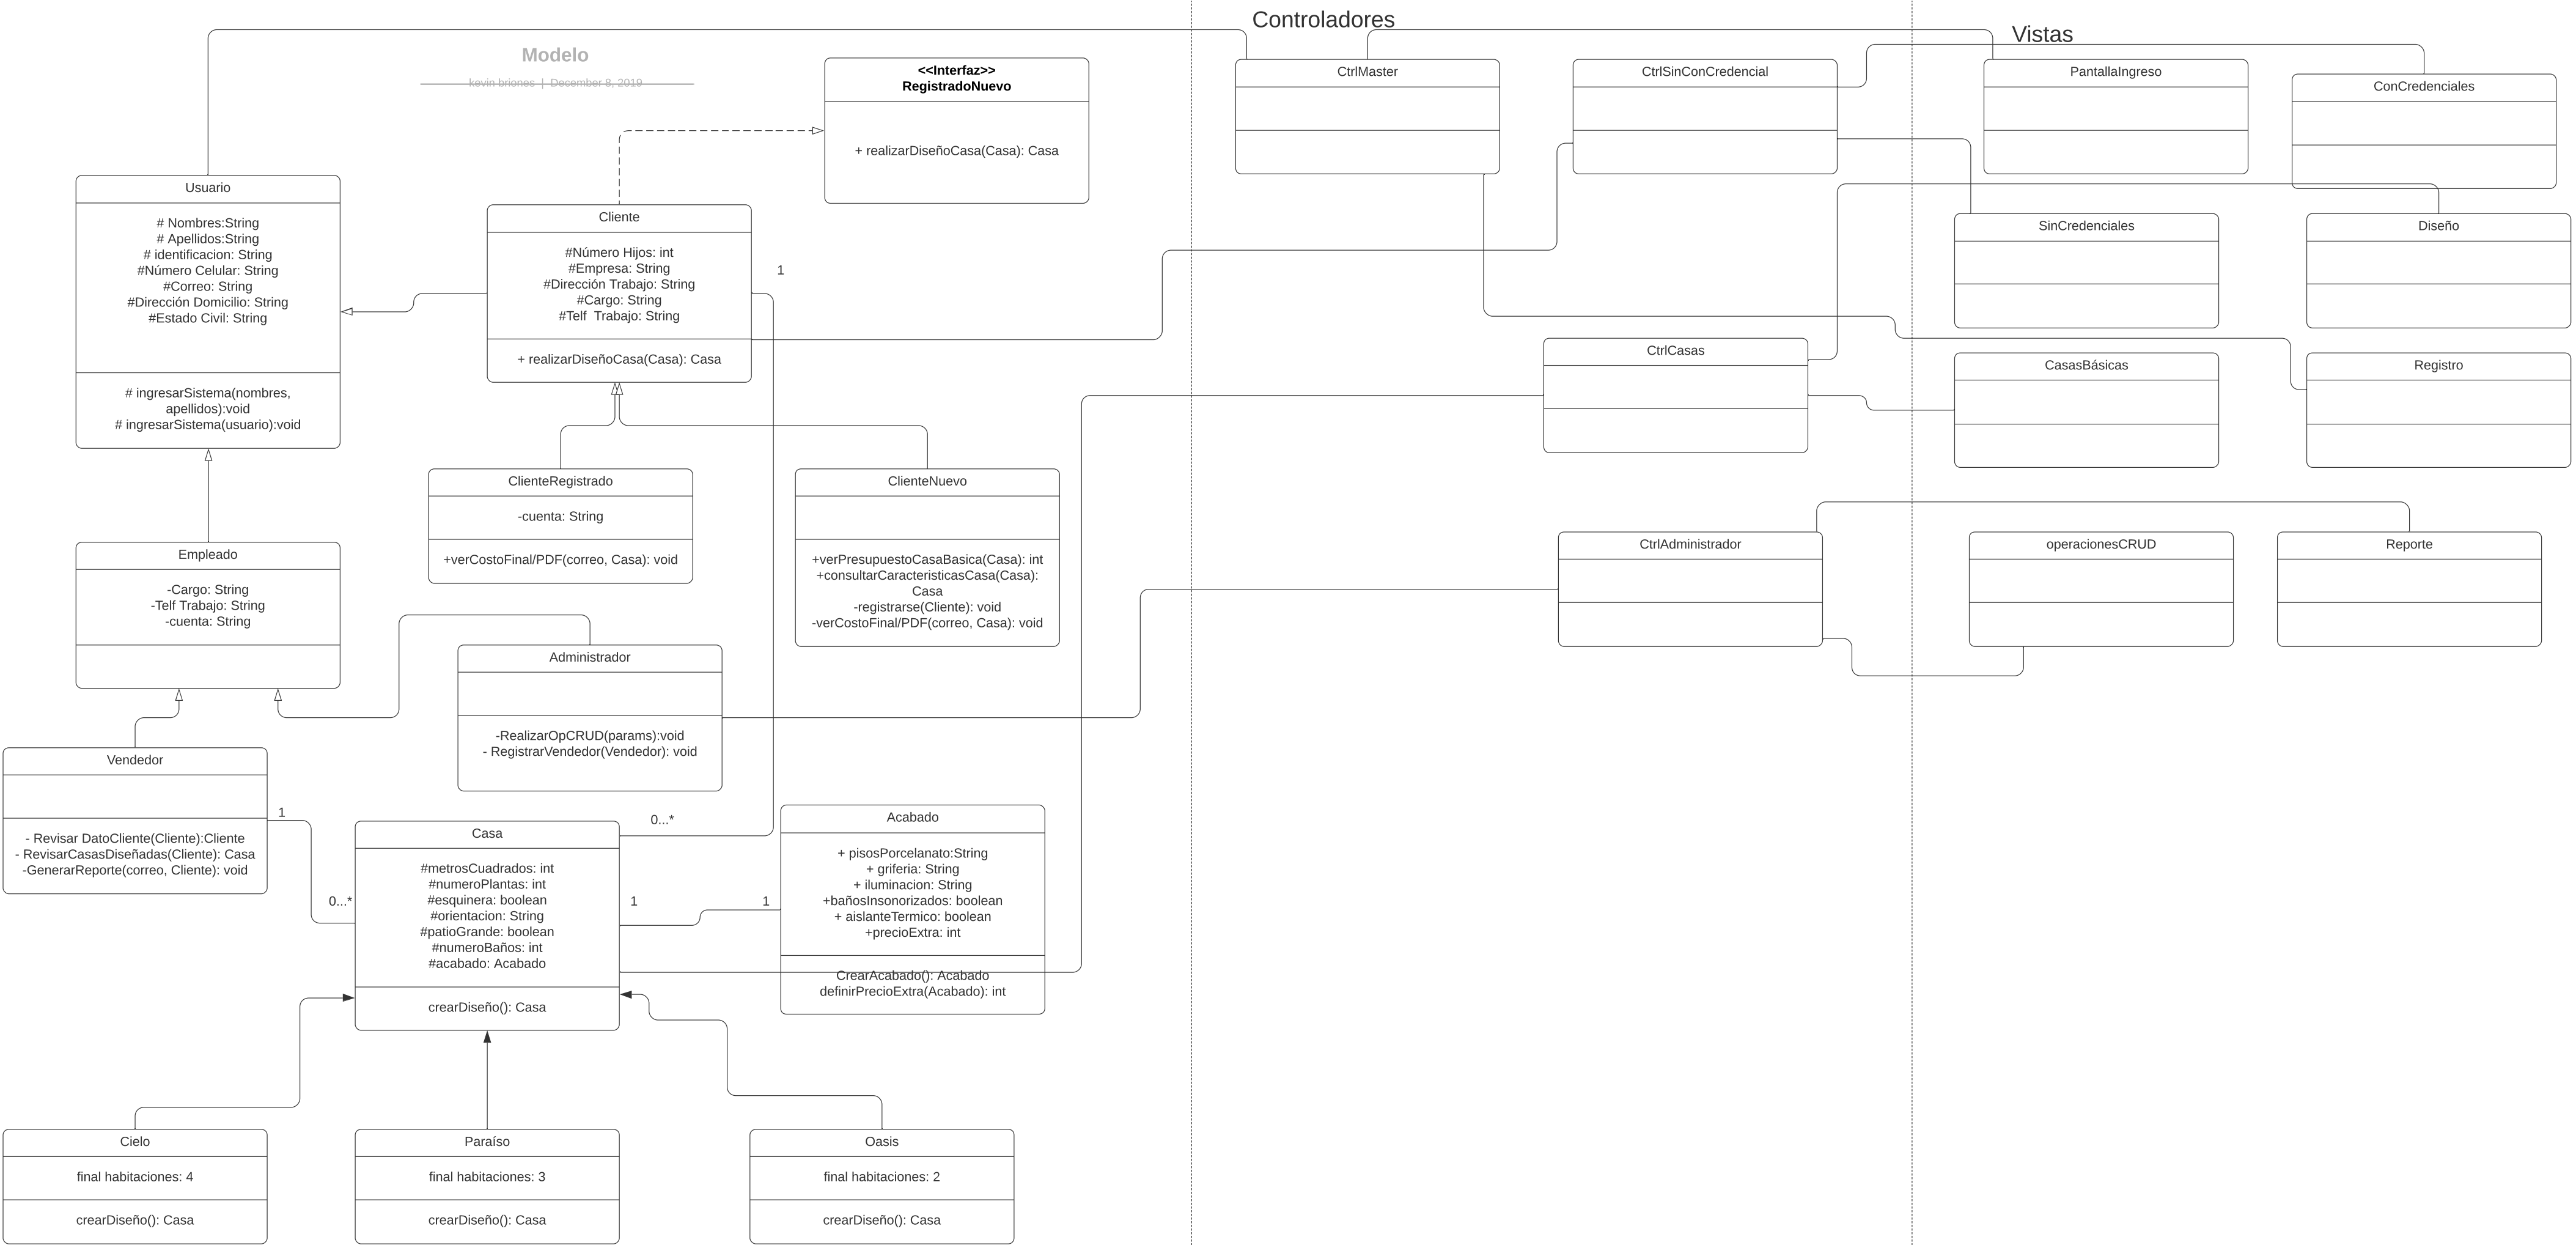 Controladores
Vistas
Modelo
kevin briones | December 8, 2019
<<Interfaz>>
RegistradoNuevo
+ realizarDiseñoCasa(Casa): Casa
CtrlMaster
CtrlSinConCredencial
PantallaIngreso
ConCredenciales
Usuario
# Nombres:String
# Apellidos:String
# identificacion: String
#Número Celular: String
#Correo: String
#Dirección Domicilio: String
#Estado Civil: String
# ingresarSistema(nombres,
apellidos):void
# ingresarSistema(usuario):void
Cliente
#Número Hijos: int
#Empresa: String
#Dirección Trabajo: String
#Cargo: String
#Telf  Trabajo: String
+ realizarDiseñoCasa(Casa): Casa
1
SinCredenciales
Diseño
CtrlCasas
CasasBásicas
Registro
ClienteRegistrado
-cuenta: String
+verCostoFinal/PDF(correo, Casa): void
ClienteNuevo
+verPresupuestoCasaBasica(Casa): int
+consultarCaracteristicasCasa(Casa):
Casa
-registrarse(Cliente): void
-verCostoFinal/PDF(correo, Casa): void
Empleado
-Cargo: String
-Telf Trabajo: String
-cuenta: String
CtrlAdministrador
operacionesCRUD
Reporte
Administrador
-RealizarOpCRUD(params):void
- RegistrarVendedor(Vendedor): void
Vendedor
- Revisar DatoCliente(Cliente):Cliente
- RevisarCasasDiseñadas(Cliente): Casa
-GenerarReporte(correo, Cliente): void
1
0...*
0...*
Casa
#metrosCuadrados: int
#numeroPlantas: int
#esquinera: boolean
#orientacion: String
#patioGrande: boolean
#numeroBaños: int
#acabado: Acabado
crearDiseño(): Casa
1
1
Acabado
+ pisosPorcelanato:String
+ griferia: String
+ iluminacion: String
+bañosInsonorizados: boolean
+ aislanteTermico: boolean
+precioExtra: int
CrearAcabado(): Acabado
definirPrecioExtra(Acabado): int
Cielo
final habitaciones: 4
crearDiseño(): Casa
Paraíso
final habitaciones: 3
crearDiseño(): Casa
Oasis
final habitaciones: 2
crearDiseño(): Casa